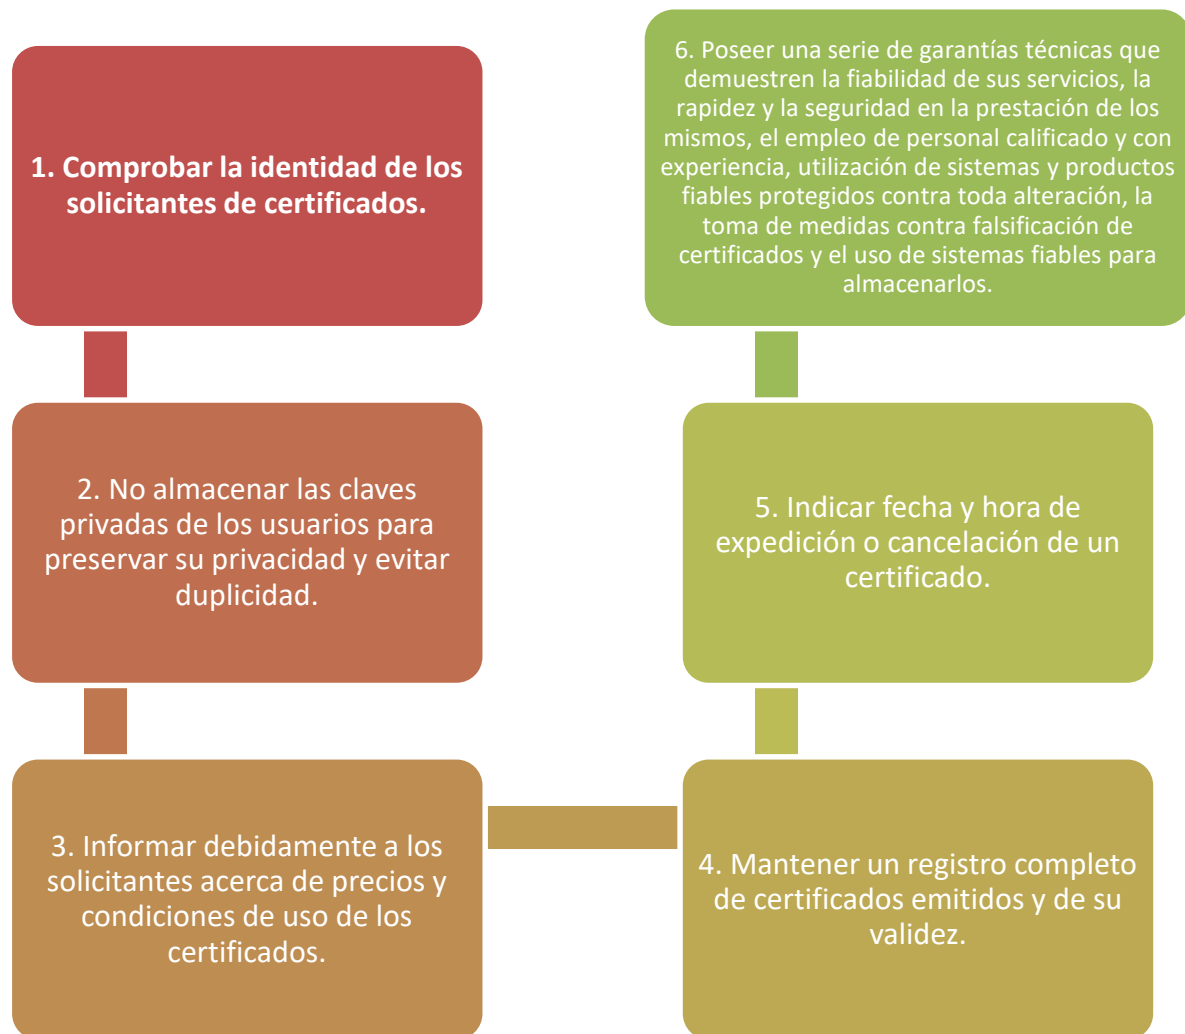 1. Comprobar la identidad de los
solicitantes de certificados.
2. No almacenar las claves
privadas de los usuarios para
preservar su privacidad y evitar
duplicidad.
3. Informar debidamente a los
solicitantes acerca de precios y
condiciones de uso de los
certificados.
4. Mantener un registro completo
de certificados emitidos y de su
validez.
5. Indicar fecha y hora de
expedición o cancelación de un
certificado.
6. Poseer una serie de garantías técnicas que
demuestren la fiabilidad de sus servicios, la
rapidez y la seguridad en la prestación de los
mismos, el empleo de personal calificado y con
experiencia, utilización de sistemas y productos
fiables protegidos contra toda alteración, la
toma de medidas contra falsificación de
certificados y el uso de sistemas fiables para
almacenarlos.